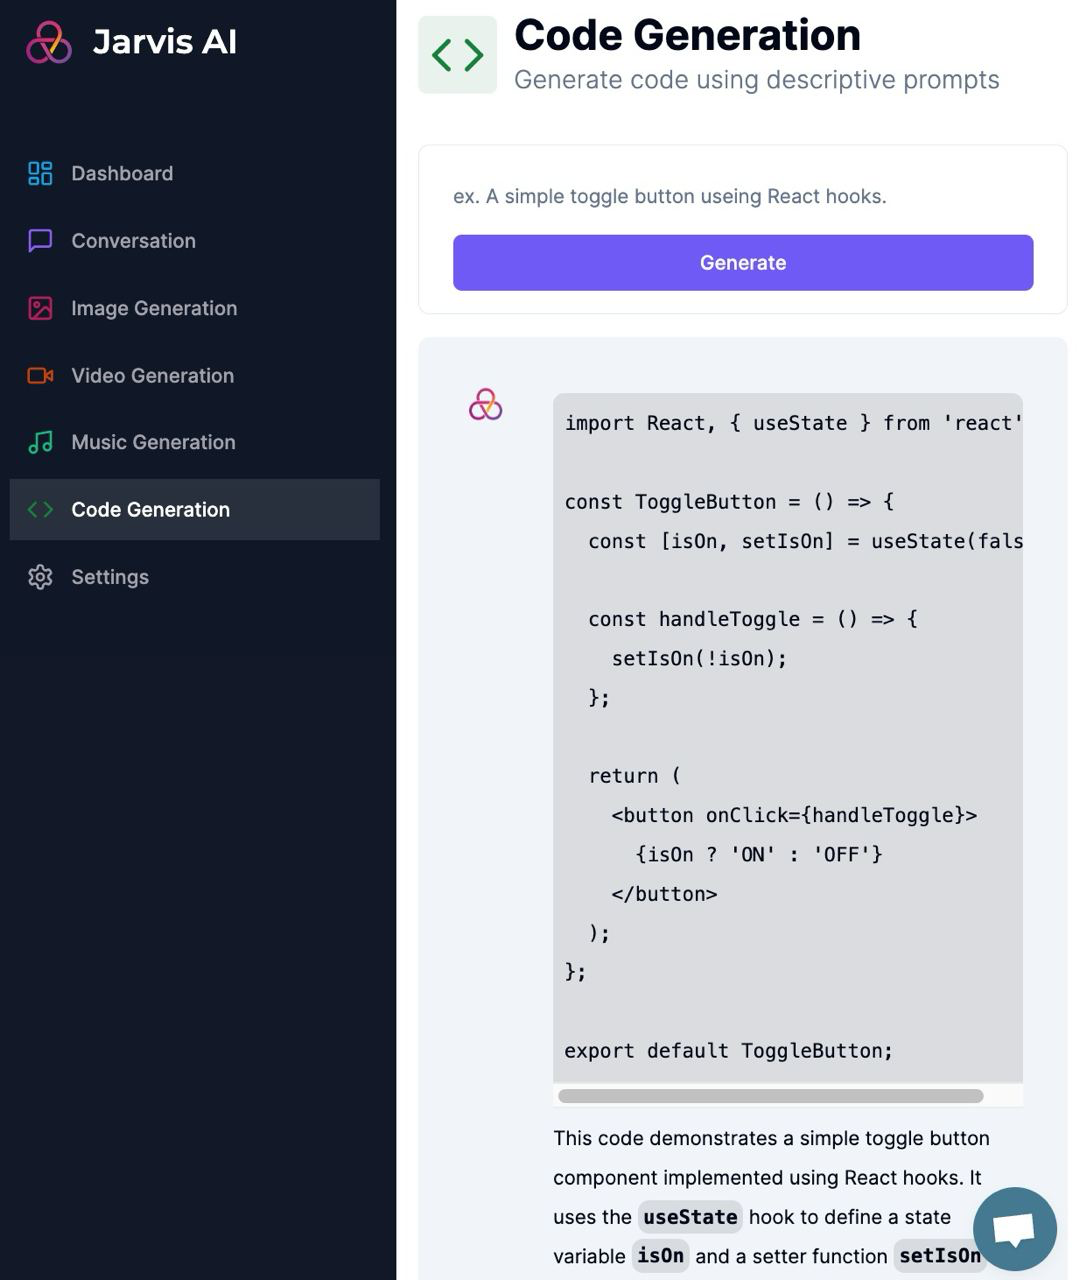 Jarvis AI
Dashboard
Conversation
Image Generation
Video Generation
Music Generation
Code Generation
Settings
Code Generation
Generate code using descriptive prompts
ex. A simple toggle button useing React hooks.
Generate
import React, { useState } from 'react'
const ToggleButton = () => {
  const [isOn, setIsOn] = useState(fals
  const handleToggle = () => {
    setIsOn(!isOn);
  };
  return (
    <button onClick={handleToggle}>
      {isOn ? 'ON' : 'OFF'}
    </button>
  );
};
export default ToggleButton;
This code demonstrates a simple toggle button
component implemented using React hooks. It
uses the useState hook to define a state
variable isOn and a setter function setIsOn